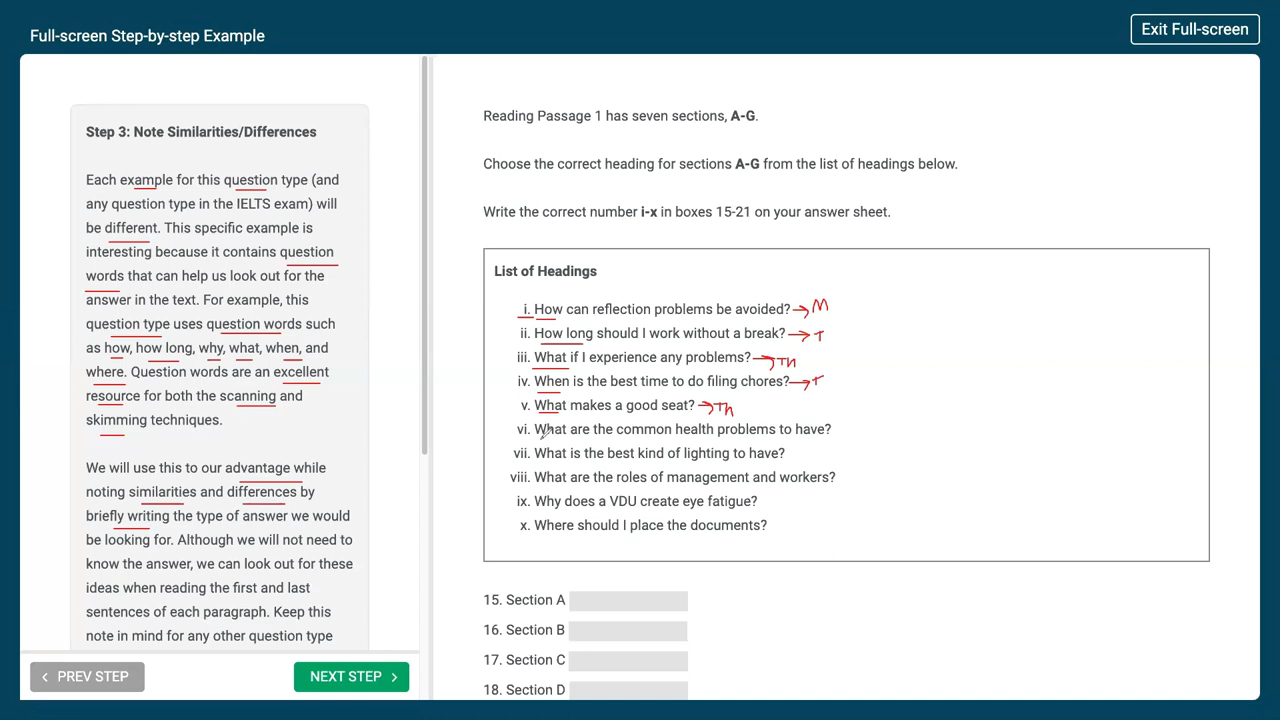 Full-screen Step-by-step Example
Exit Full-screen
Step 3: Note Similarities/Differences
Each example for this question type (and
any question type in the IELTS exam) will
be different. This specific example is
interesting because it contains question
words that can help us look out for the
answer in the text. For example, this
question type uses question words such
as how, how long, why, what, when, and
where. Question words are an excellent
resource for both the scanning and
skimming techniques.
We will use this to our advantage while
noting similarities and differences by
briefly writing the type of answer we would
be looking for. Although we will not need to
know the answer, we can look out for these
ideas when reading the first and last
sentences of each paragraph. Keep this
note in mind for any other question type
PREV STEP
NEXT STEP
Reading Passage 1 has seven sections, A-G.
Choose the correct heading for sections A-G from the list of headings below.
Write the correct number i-x in boxes 15-21 on your answer sheet.
List of Headings
i. How can reflection problems be avoided? → M
ii. How long should I work without a break? → T
iii. What if I experience any problems? → Th
iv. When is the best time to do filing chores? → T
v. What makes a good seat? → Th
vi. What are the common health problems to have?
vii. What is the best kind of lighting to have?
viii. What are the roles of management and workers?
ix. Why does a VDU create eye fatigue?
x. Where should I place the documents?
15. Section A
16. Section B
17. Section C
18. Section D